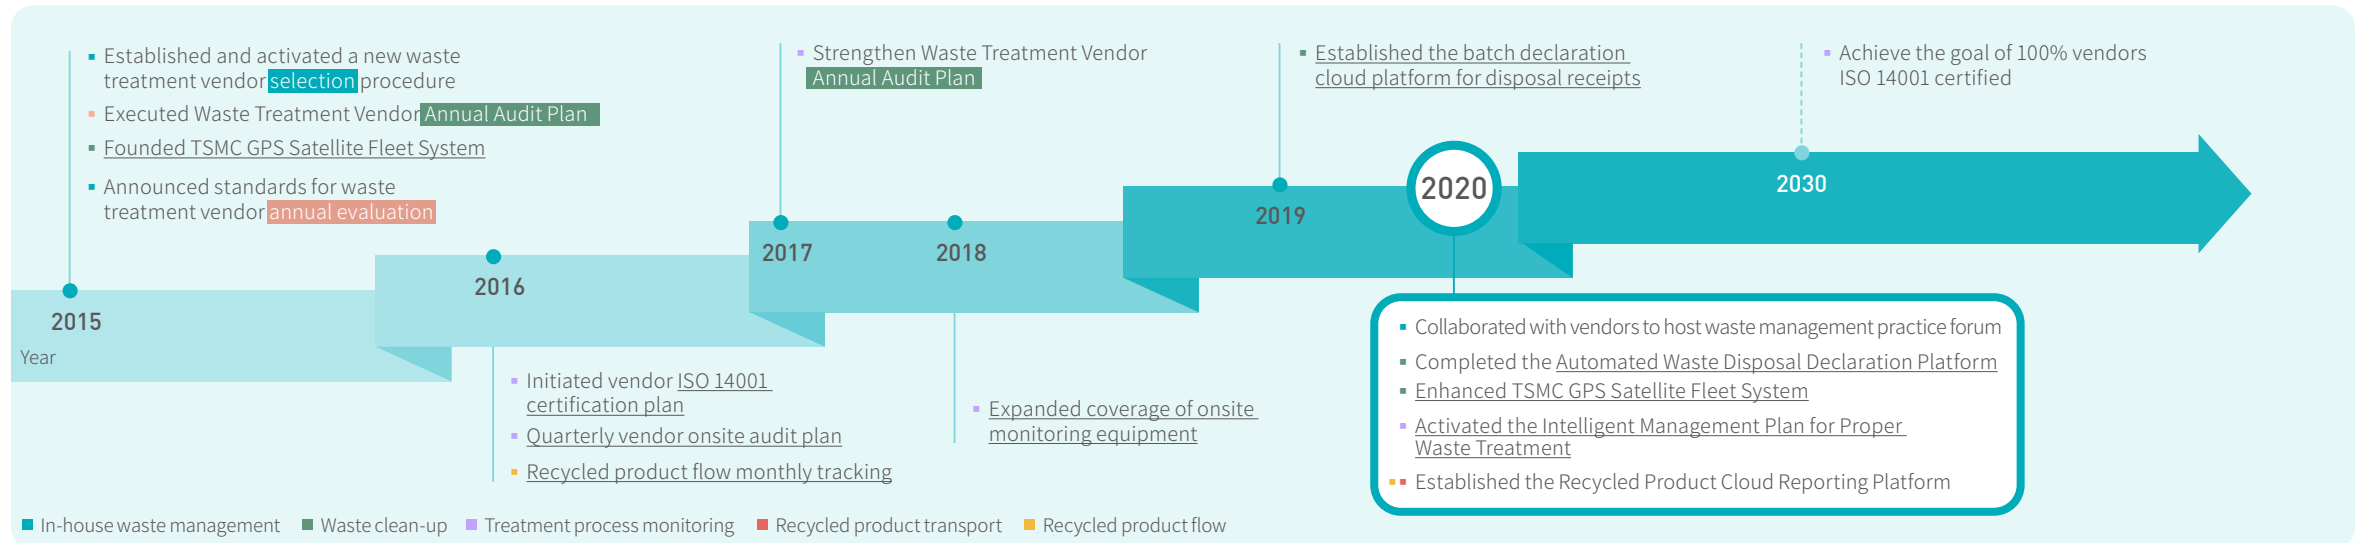 Established and activated a new waste
treatment vendor selection procedure
Executed Waste Treatment Vendor Annual Audit Plan
Founded TSMC GPS Satellite Fleet System
Announced standards for waste
treatment vendor annual evaluation
2015
Year
2016
Initiated vendor ISO 14001
certification plan
Quarterly vendor onsite audit plan
Recycled product flow monthly tracking
Strengthen Waste Treatment Vendor
Annual Audit Plan
2017
2018
Expanded coverage of onsite
monitoring equipment
Established the batch declaration
cloud platform for disposal receipts
2019
2020
Collaborated with vendors to host waste management practice forum
Completed the Automated Waste Disposal Declaration Platform
Enhanced TSMC GPS Satellite Fleet System
Activated the Intelligent Management Plan for Proper
Waste Treatment
Established the Recycled Product Cloud Reporting Platform
Achieve the goal of 100% vendors
ISO 14001 certified
2030
In-house waste management
Waste clean-up
Treatment process monitoring
Recycled product transport
Recycled product flow